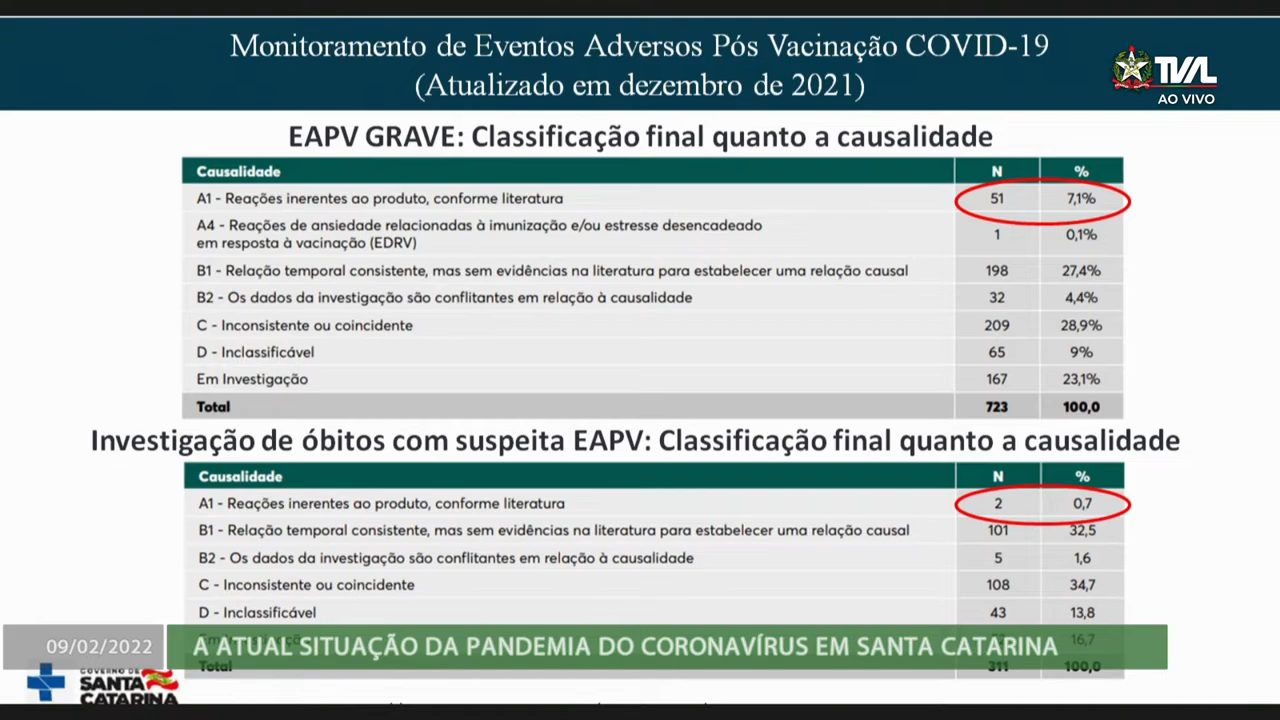 Monitoramento de Eventos Adversos Pós Vacinação COVID-19
(Atualizado em dezembro de 2021)
TVAL
AO VIVO
EAPV GRAVE: Classificação final quanto a causalidade
Causalidade N %
A1 - Reações inerentes ao produto, conforme literatura 51 7,1%
A4 - Reações de ansiedade relacionadas à imunização e/ou estresse desencadeado
em resposta à vacinação (EDRV) 1 0,1%
B1 - Relação temporal consistente, mas sem evidências na literatura para estabelecer uma relação causal 198 27,4%
B2 - Os dados da investigação são conflitantes em relação à causalidade 32 4,4%
C - Inconsistente ou coincidente 209 28,9%
D - Inclassificável 65 9%
Em Investigação 167 23,1%
Total 723 100,0
Investigação de óbitos com suspeita EAPV: Classificação final quanto a causalidade
Causalidade N %
A1 - Reações inerentes ao produto, conforme literatura 2 0,7
B1 - Relação temporal consistente, mas sem evidências na literatura para estabelecer uma relação causal 101 32,5
B2 - Os dados da investigação são conflitantes em relação à causalidade 5 1,6
C - Inconsistente ou coincidente 108 34,7
D - Inclassificável 43 13,8
16,7
09/02/2022 A ATUAL SITUAÇÃO DA PANDEMIA DO CORONAVÍRUS EM SANTA CATARINA
Total 311 100,0
GOVERNO DE
SANTA
CATARINA